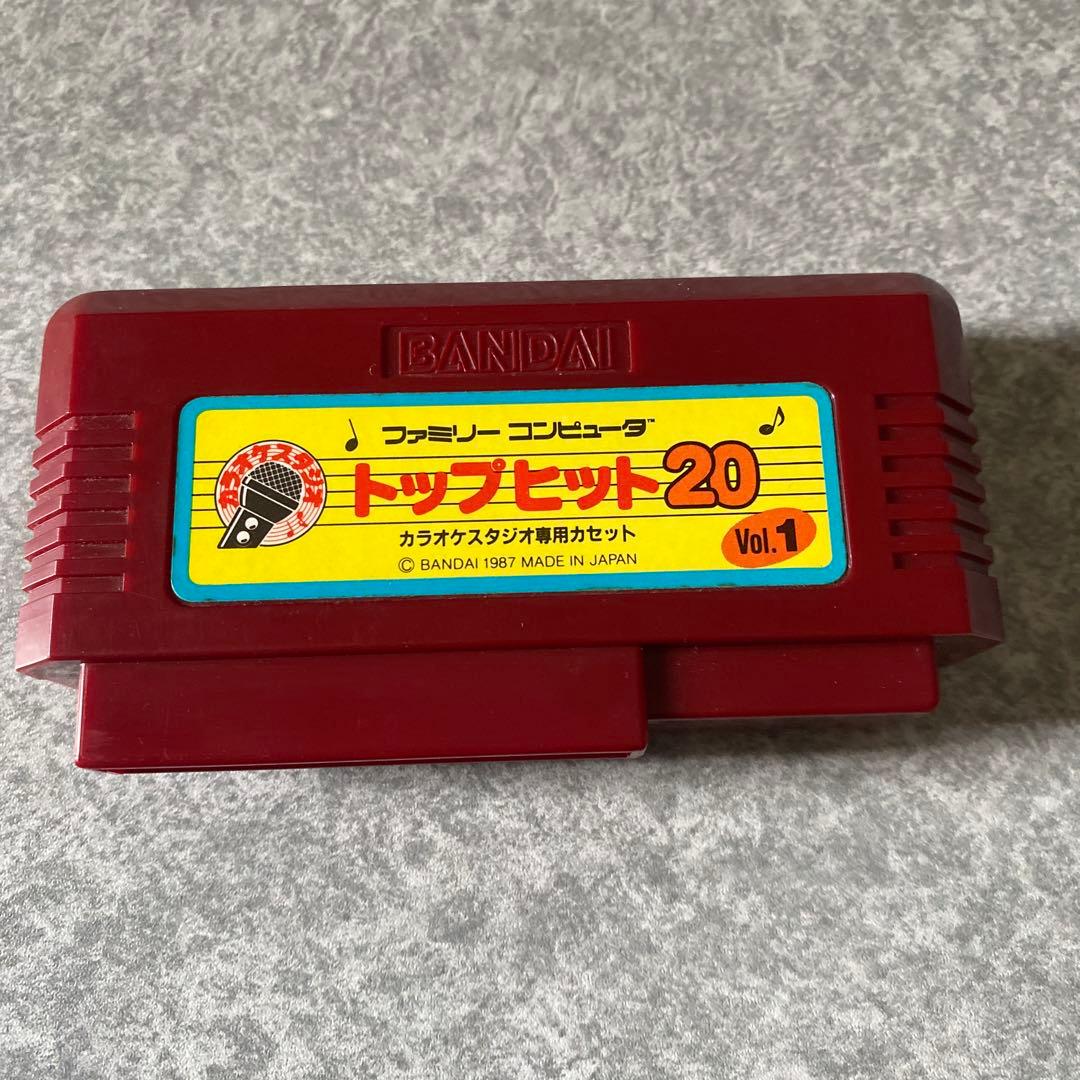 BANDAI
ファミリー コンピュータ™
カラオケスタジオ
トップヒット20
カラオケスタジオ専用カセット
Vol.1
© BANDAI 1987 MADE IN JAPAN